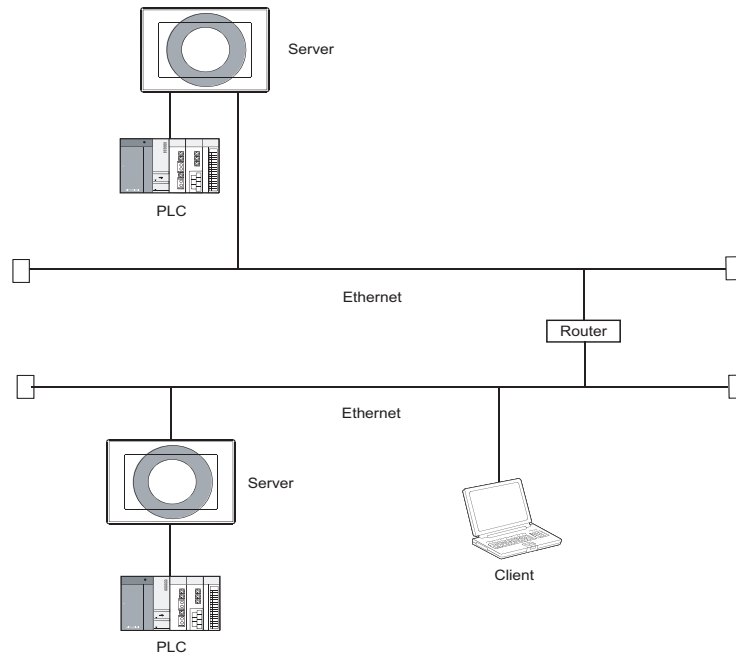 Server
PLC
Ethernet
Router
Ethernet
Server
Client
PLC